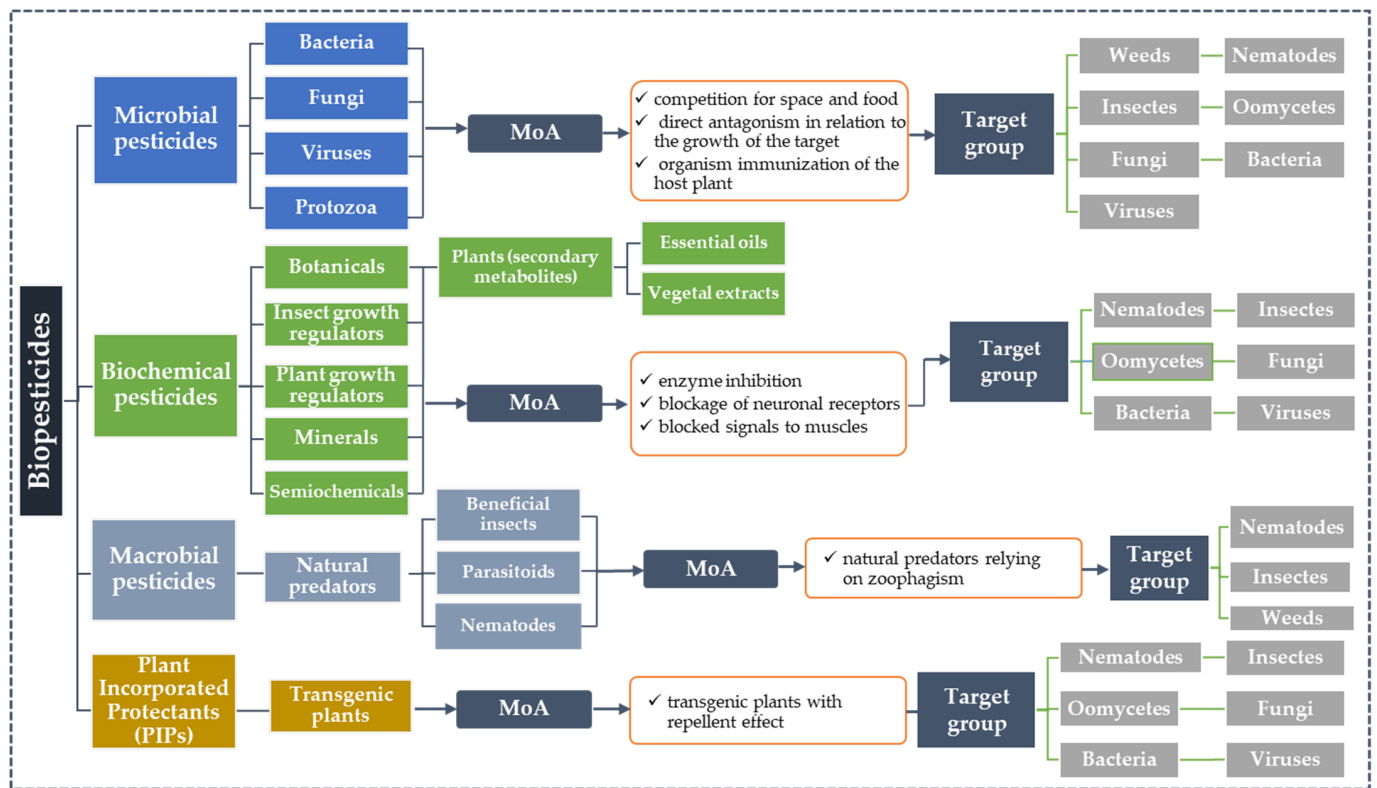 Biopesticides
Microbial
pesticides
Bacteria
Fungi
Viruses
Protozoa
MoA
✓ competition for space and food
✓ direct antagonism in relation to
the growth of the target
✓ organism immunization of the
host plant
Target
group
Weeds
Nematodes
Insectes
Oomycetes
Fungi
Bacteria
Viruses
Biochemical
pesticides
Botanicals
Insect growth
regulators
Plant growth
regulators
Minerals
Semiochemicals
Plants (secondary
metabolites)
Essential oils
Vegetal extracts
MoA
✓ enzyme inhibition
✓ blockage of neuronal receptors
✓ blocked signals to muscles
Target
group
Nematodes
Insectes
Oomycetes
Fungi
Bacteria
Viruses
Macrobial
pesticides
Natural
predators
Beneficial
insects
Parasitoids
Nematodes
MoA
✓ natural predators relying
on zoophagism
Target
group
Nematodes
Insectes
Weeds
Plant
Incorporated
Protectants
(PIPs)
Transgenic
plants
MoA
✓ transgenic plants with
repellent effect
Target
group
Nematodes
Insectes
Oomycetes
Fungi
Bacteria
Viruses